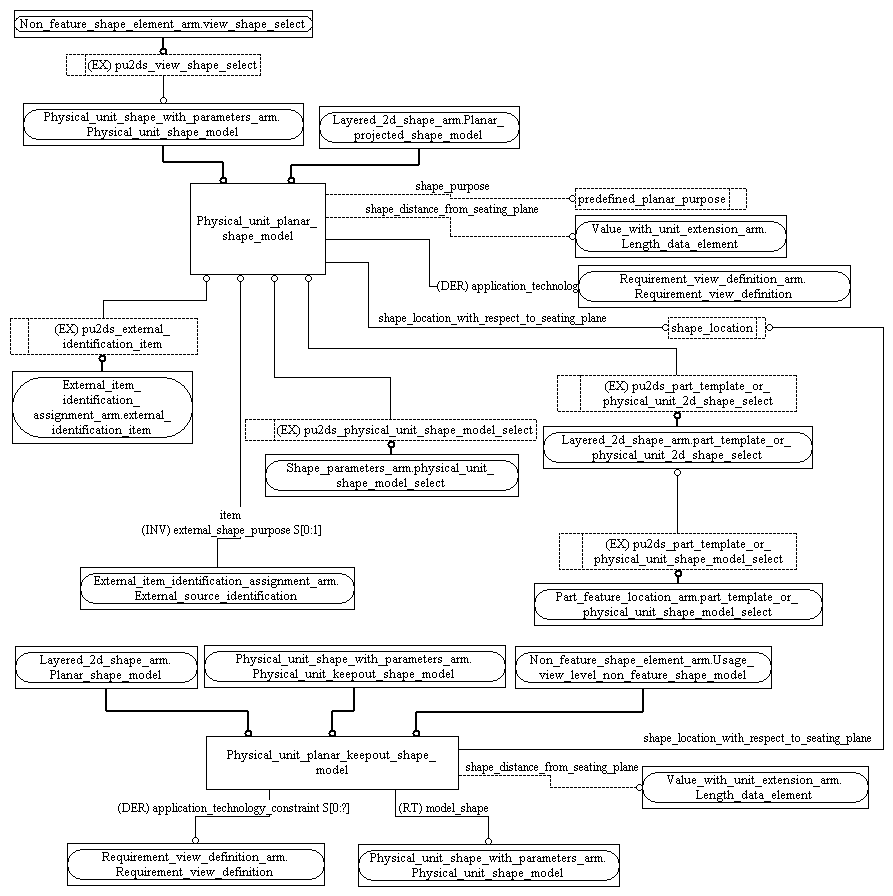 Non_feature_shape_element_arm.view_shape_select
(EX) pu2ds_view_shape_select
Physical_unit_shape_with_parameters_arm.
Physical_unit_shape_model
Layered_2d_shape_arm.Planar_
projected_shape_model
Physical_unit_planar_
shape_model
shape_purpose
predefined_planar_purpose
shape_distance_from_seating_plane
Value_with_unit_extension_arm.
Length_data_element
(DER) application_technolog
Requirement_view_definition_arm.
Requirement_view_definition
shape_location_with_respect_to_seating_plane
shape_location
(EX) pu2ds_external_
identification_item
External_item_
identification_
assignment_arm.external_
identification_item
(EX) pu2ds_physical_unit_shape_model_select
Shape_parameters_arm.physical_unit_
shape_model_select
(EX) pu2ds_part_template_or_
physical_unit_2d_shape_select
Layered_2d_shape_arm.part_template_or_
physical_unit_2d_shape_select
item
(INV) external_shape_purpose S[0:1]
External_item_identification_assignment_arm.
External_source_identification
(EX) pu2ds_part_template_or_
physical_unit_shape_model_select
Part_feature_location_arm.part_template_or_
physical_unit_shape_model_select
Layered_2d_shape_arm.
Planar_shape_model
Physical_unit_shape_with_parameters_arm.
Physical_unit_keepout_shape_model
Non_feature_shape_element_arm.Usage_
view_level_non_feature_shape_model
shape_location_with_respect_to_seating_plane
Physical_unit_planar_keepout_shape_
model
shape_distance_from_seating_plane
Value_with_unit_extension_arm.
Length_data_element
(DER) application_technology_constraint S[0:?]
(RT) model_shape
Requirement_view_definition_arm.
Requirement_view_definition
Physical_unit_shape_with_parameters_arm.
Physical_unit_shape_model